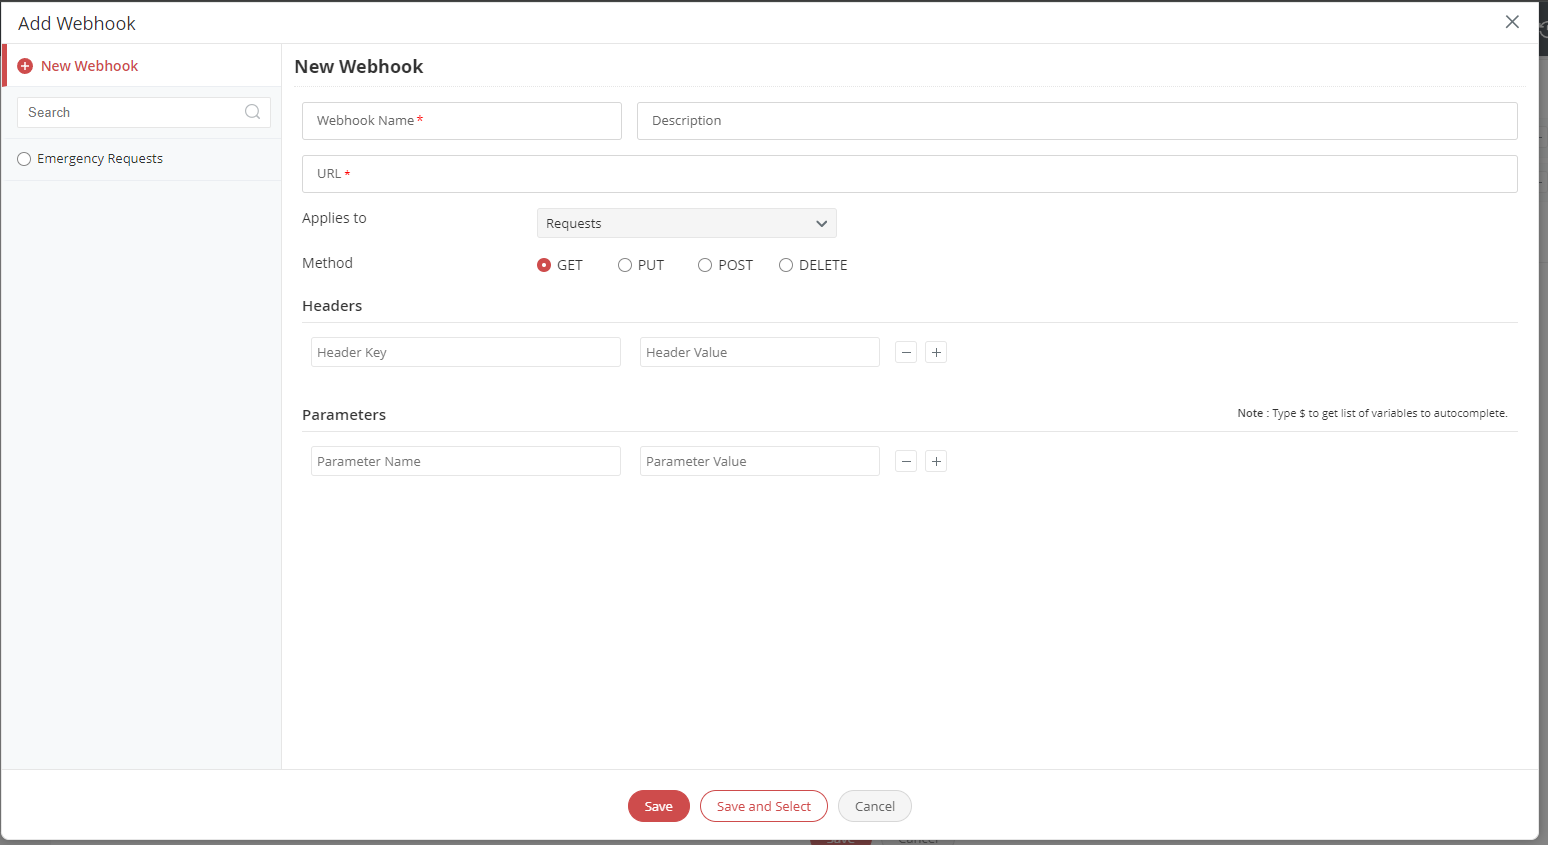 Add Webhook
New Webhook
Search
Emergency Requests
New Webhook
Webhook Name*
Description
URL *
Applies to
Requests
Method
GET
PUT
POST
DELETE
Headers
Header Key
Header Value
Parameters
Note : Type $ to get list of variables to autocomplete.
Parameter Name
Parameter Value
Save
Save and Select
Cancel
Save
Cancel